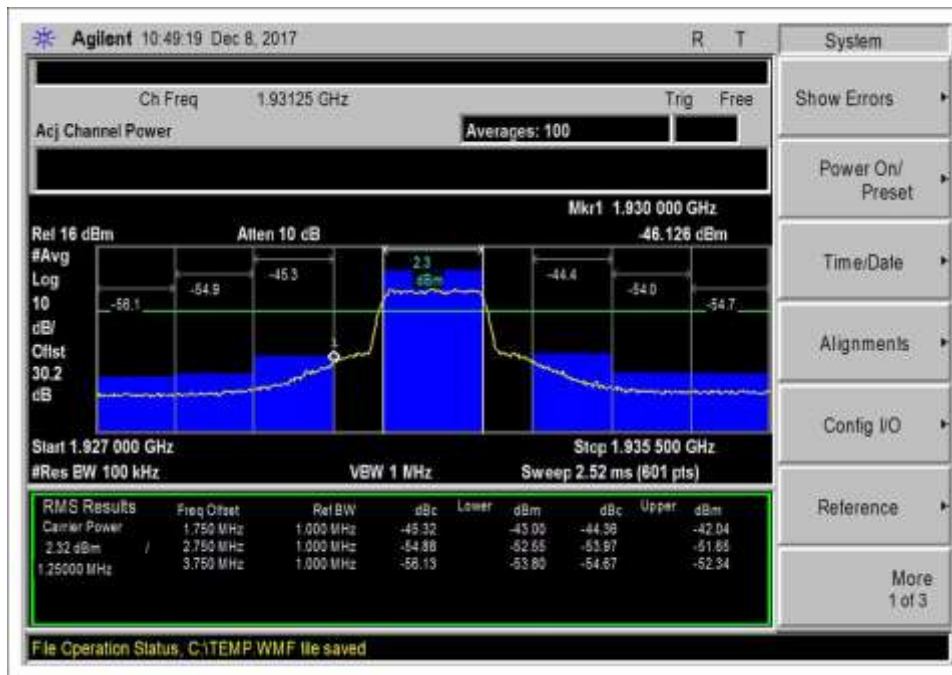 Agilent 10:49:19 Dec 8, 2017 R T
System
Ch Freq 1.93125 GHz Trig Free
Acj Channel Power Averages: 100
Show Errors
Power On/
Preset
Time/Date
Alignments
Config I/O
Reference
More
1 of 3
Mkr1 1.930 000 GHz
Rel 16 dBm Atten 10 dB -46.126 dBm
#Avg
Log
10
dB/
Offst
30.2
dB
-56.1 -54.9 -45.3 2.3 dBm -44.4 -54.0 -54.7
1
Start 1.927 000 GHz Stop 1.935 500 GHz
#Res BW 100 kHz VBW 1 MHz Sweep 2.52 ms (601 pts)
RMS Results Freq Offset Ref BW dBc Lower dBm dBc Upper dBm
Carrier Power 1.750 MHz 1.000 MHz -45.32 -43.00 -44.36 -42.04
2.32 dBm / 2.750 MHz 1.000 MHz -54.88 -52.55 -53.97 -51.65
1.25000 MHz 3.750 MHz 1.000 MHz -56.13 -53.80 -54.67 -52.34
File Operation Status, C:\TEMP.WMF file saved